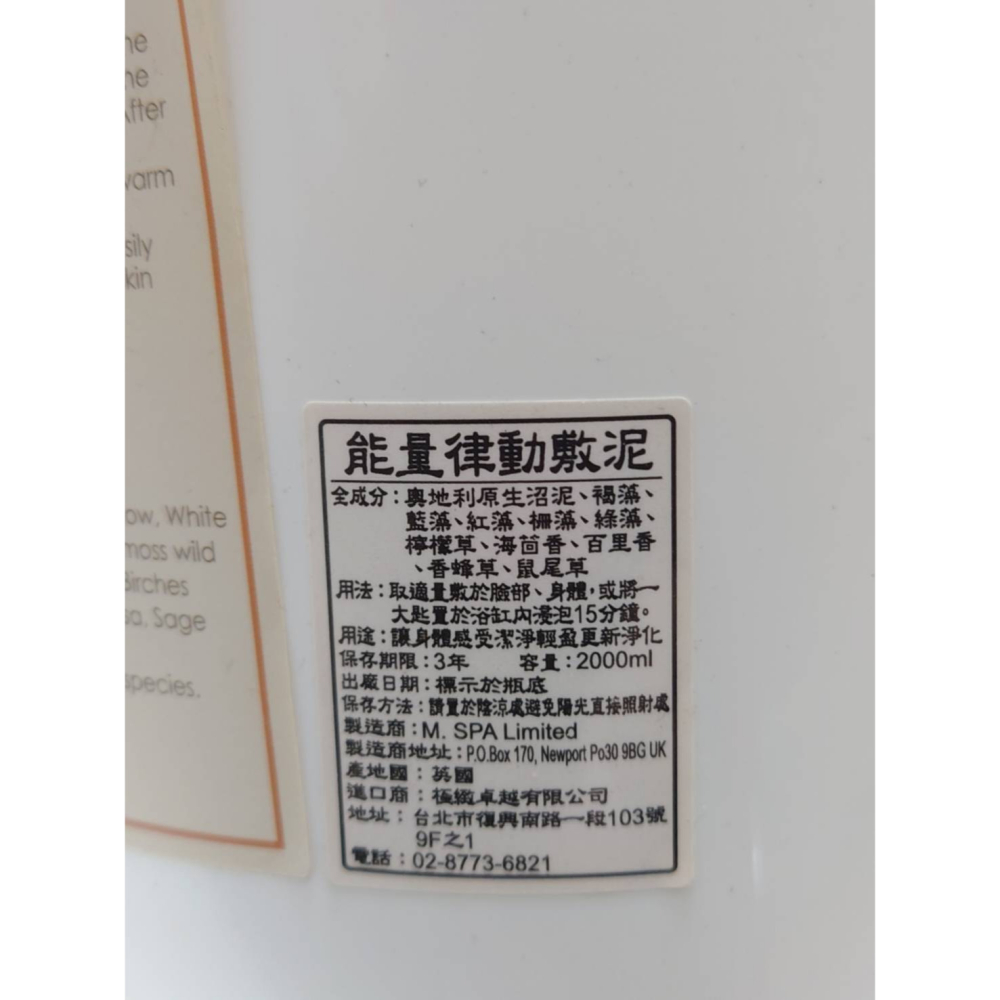 he
he
After
warm
sily
kin
ow, White
moss wild
Birches
sa, Sage
species.
能量律動敷泥
全成分：奧地利原生沼泥、褐藻、
藍藻、紅藻、柵藻、綠藻、
檸檬草、海茴香、百里香
、香蜂草、鼠尾草
用法：取適量敷於臉部、身體，或將一
大匙置於浴缸內浸泡15分鐘。
用途：讓身體感受潔淨輕盈更新淨化
保存期限：3年 容量：2000ml
出廠日期：標示於瓶底
保存方法：請置於陰涼處避免陽光直接照射處
製造商：M. SPA Limited
製造商地址：P.O.Box 170, Newport Po30 9BG UK
產地國：英國
進口商：極緻卓越有限公司
地址：台北市復興南路一段103號
9F之1
電話：02-8773-6821